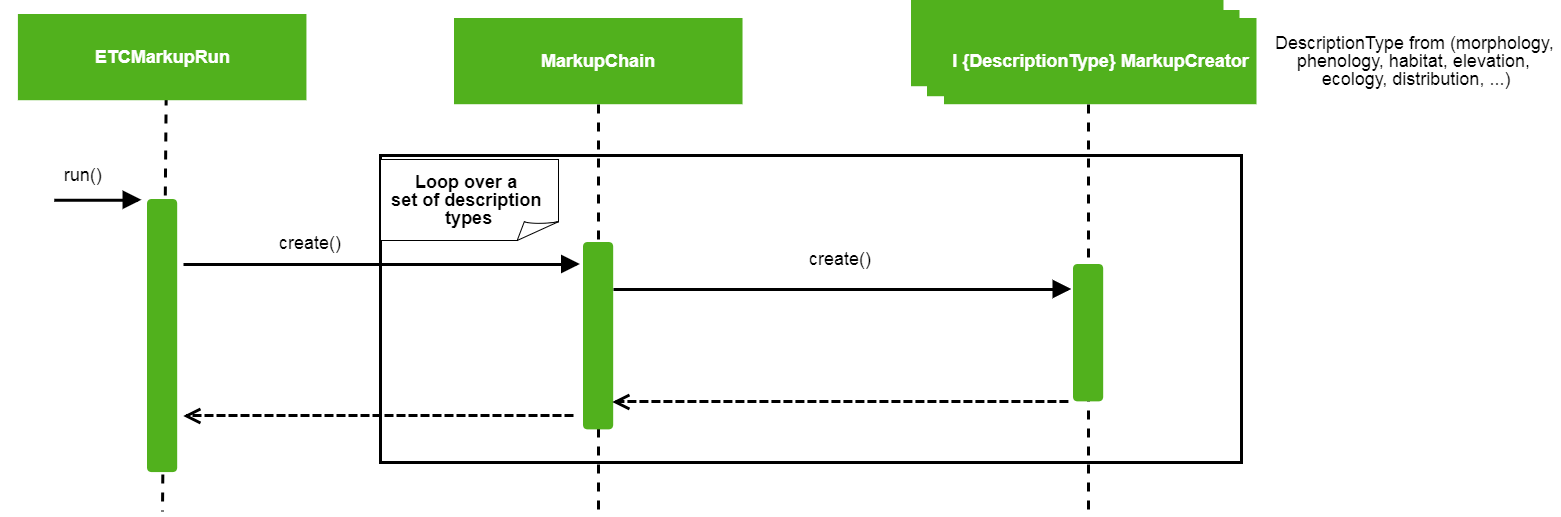 ETCMarkupRun
MarkupChain
I {DescriptionType} MarkupCreator
DescriptionType from (morphology,
phenology, habitat, elevation,
ecology, distribution, ...)
run()
Loop over a
set of description
types
create()
create()